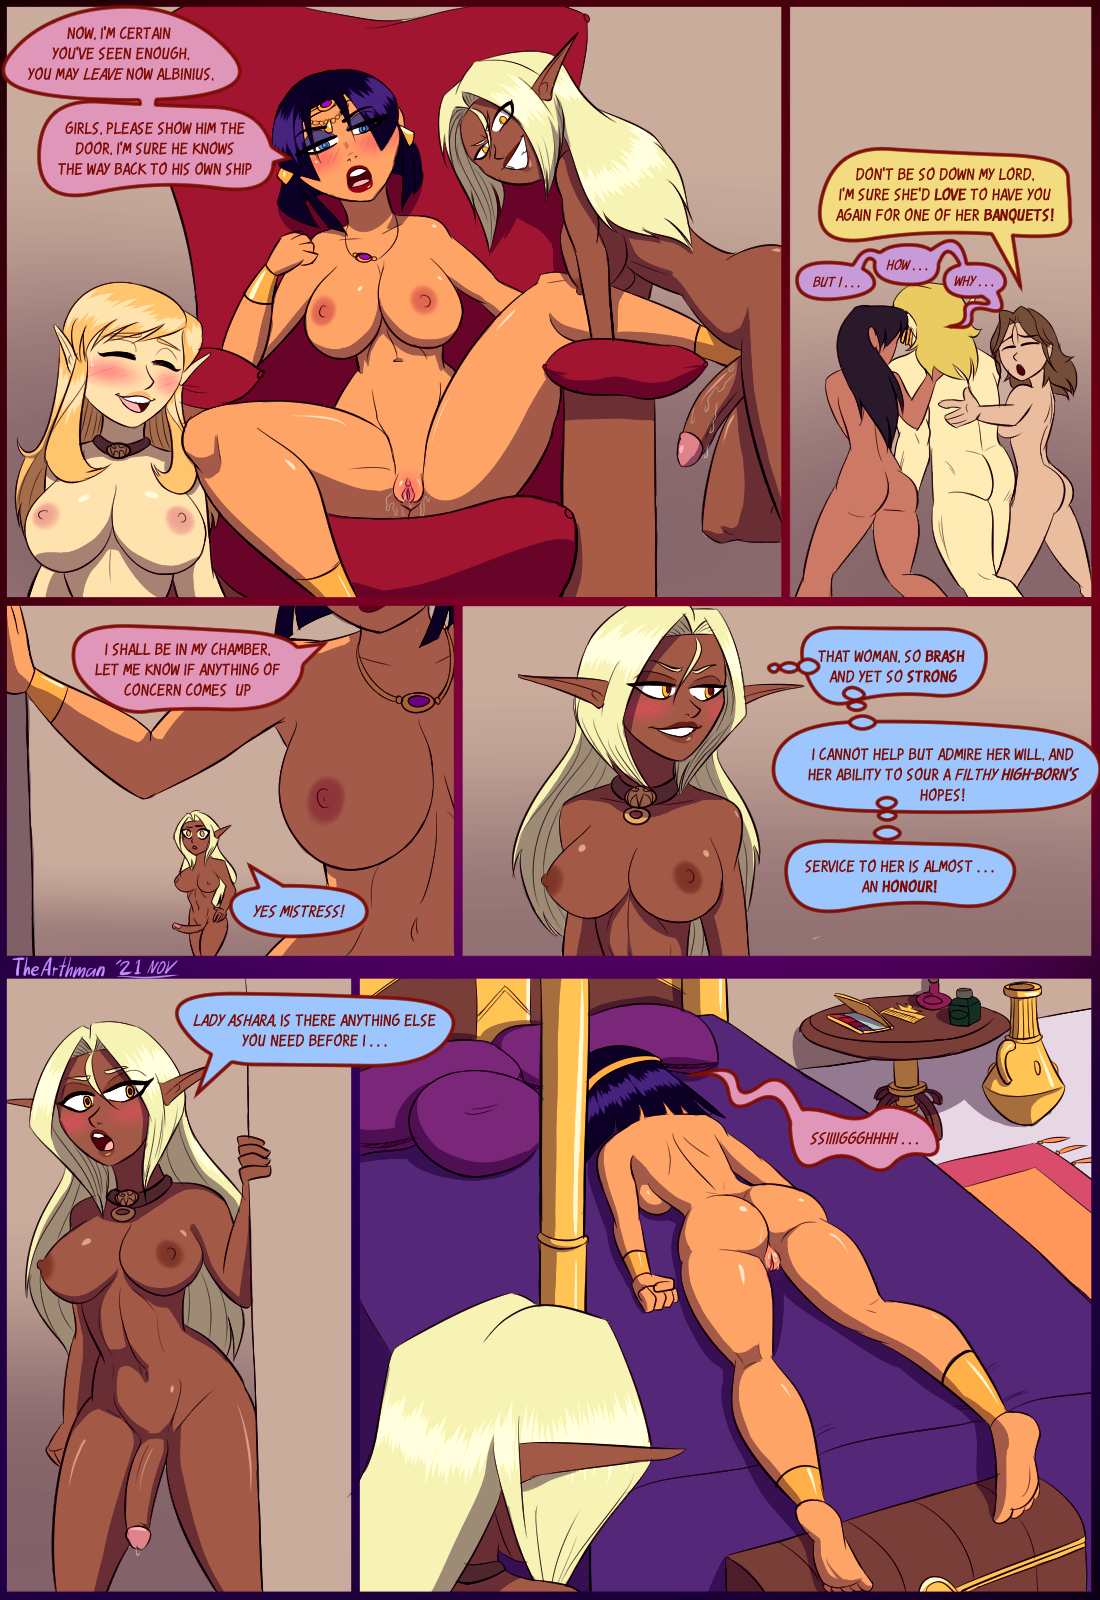 NOW, I'M CERTAIN
YOU'VE SEEN ENOUGH,
YOU MAY LEAVE NOW ALBINIUS,
GIRLS, PLEASE SHOW HIM THE
DOOR, I'M SURE HE KNOWS
THE WAY BACK TO HIS OWN SHIP
DON'T BE SO DOWN MY LORD,
I'M SURE SHE'D LOVE TO HAVE YOU
AGAIN FOR ONE OF HER BANQUETS!
BUT I . . .
HOW . . .
WHY . . .
I SHALL BE IN MY CHAMBER,
LET ME KNOW IF ANYTHING OF
CONCERN COMES UP
YES MISTRESS!
THAT WOMAN, SO BRASH
AND YET SO STRONG
I CANNOT HELP BUT ADMIRE HER WILL, AND
HER ABILITY TO SOUR A FILTHY HIGH-BORN'S
HOPES!
SERVICE TO HER IS ALMOST . . .
AN HONOUR!
TheArthman '21 NOV
LADY ASHARA, IS THERE ANYTHING ELSE
YOU NEED BEFORE I . . .
SSIIIIGGGHHHH . . .